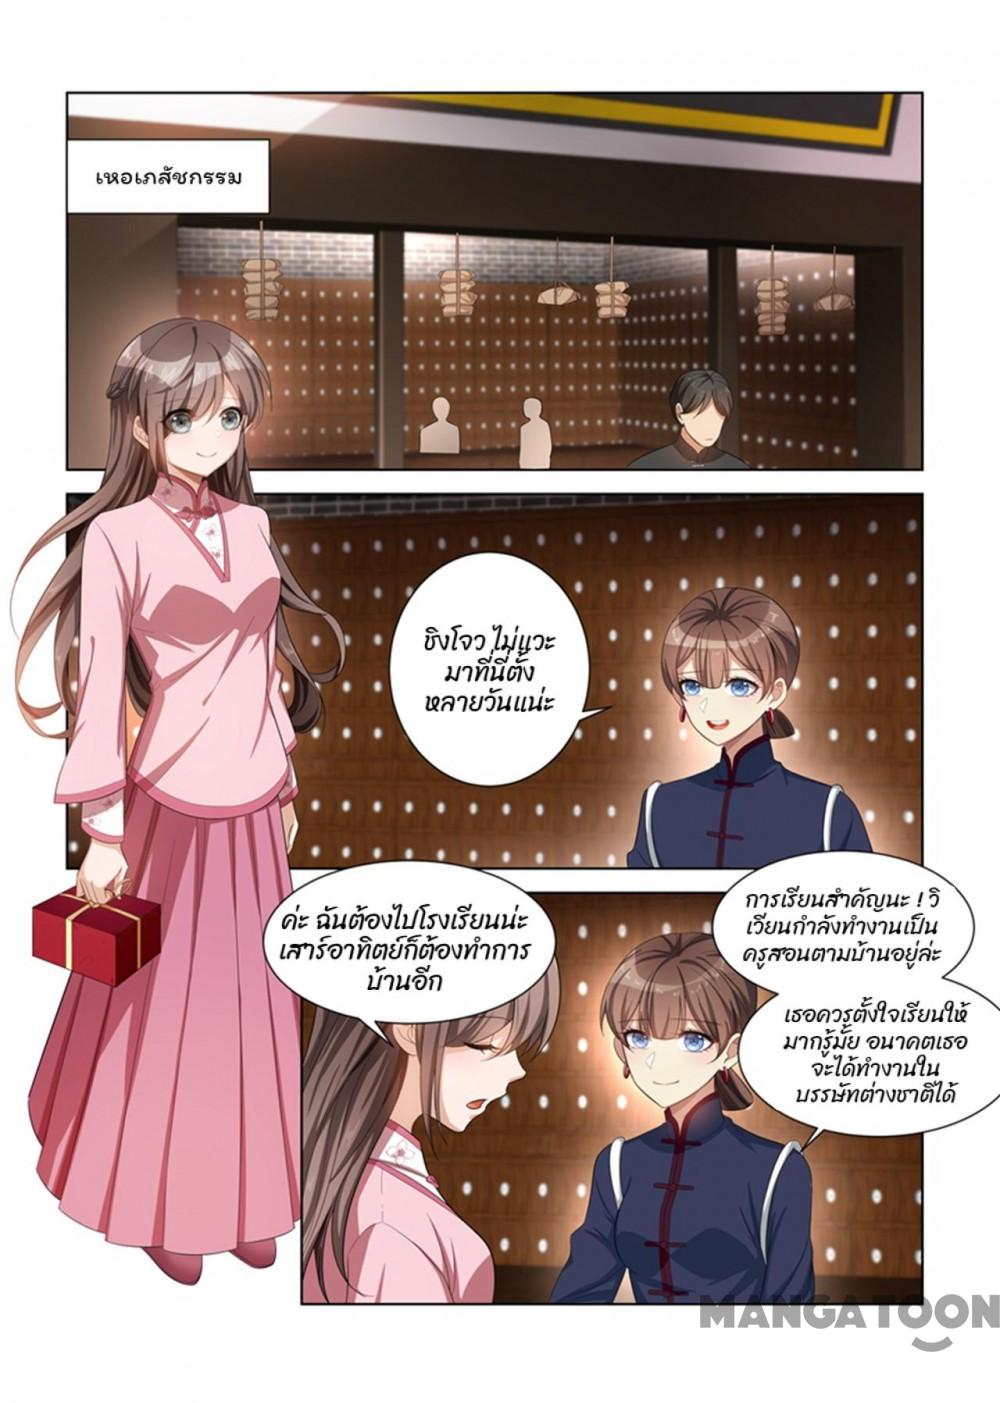 เหอเภสัชกรรม
ชิงโจว ไม่แวะ
มาที่นี่ตั้ง
หลายวันแน่ะ
ค่ะ ฉันต้องไปโรงเรียนน่ะ
เสาร์อาทิตย์ก็ต้องทำการ
บ้านอีก
การเรียนสำคัญนะ ! วิ
เวียนกำลังทำงานเป็น
ครูสอนตามบ้านอยู่ล่ะ
เธอควรตั้งใจเรียนให้
มากรู้มั้ย อนาคตเธอ
จะได้ทำงานใน
บรรษัทต่างชาติได้
MANGATOON